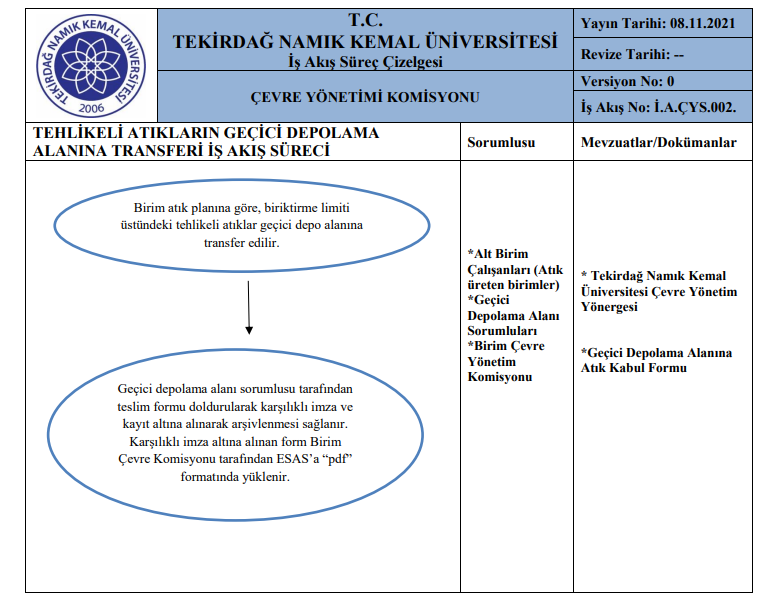 TEKİRDAĞ NAMIK KEMAL ÜNİVERSİTESİ
2006
T.C.
TEKİRDAĞ NAMIK KEMAL ÜNİVERSİTESİ
İş Akış Süreç Çizelgesi
ÇEVRE YÖNETİMİ KOMİSYONU
Yayın Tarihi: 08.11.2021
Revize Tarihi: --
Versiyon No: 0
İş Akış No: İ.A.ÇYS.002.
TEHLİKELİ ATIKLARIN GEÇİCİ DEPOLAMA
ALANINA TRANSFERİ İŞ AKIŞ SÜRECİ
Sorumlusu
Mevzuatlar/Dokümanlar
Birim atık planına göre, biriktirme limiti
üstündeki tehlikeli atıklar geçici depo alanına
transfer edilir.
Geçici depolama alanı sorumlusu tarafından
teslim formu doldurularak karşılıklı imza ve
kayıt altına alınarak arşivlenmesi sağlanır.
Karşılıklı imza altına alınan form Birim
Çevre Komisyonu tarafından ESAS’a “pdf”
formatında yüklenir.
*Alt Birim
Çalışanları (Atık
üreten birimler)
*Geçici
Depolama Alanı
Sorumluları
*Birim Çevre
Yönetim
Komisyonu
* Tekirdağ Namık Kemal
Üniversitesi Çevre Yönetim
Yönergesi
*Geçici Depolama Alanına
Atık Kabul Formu